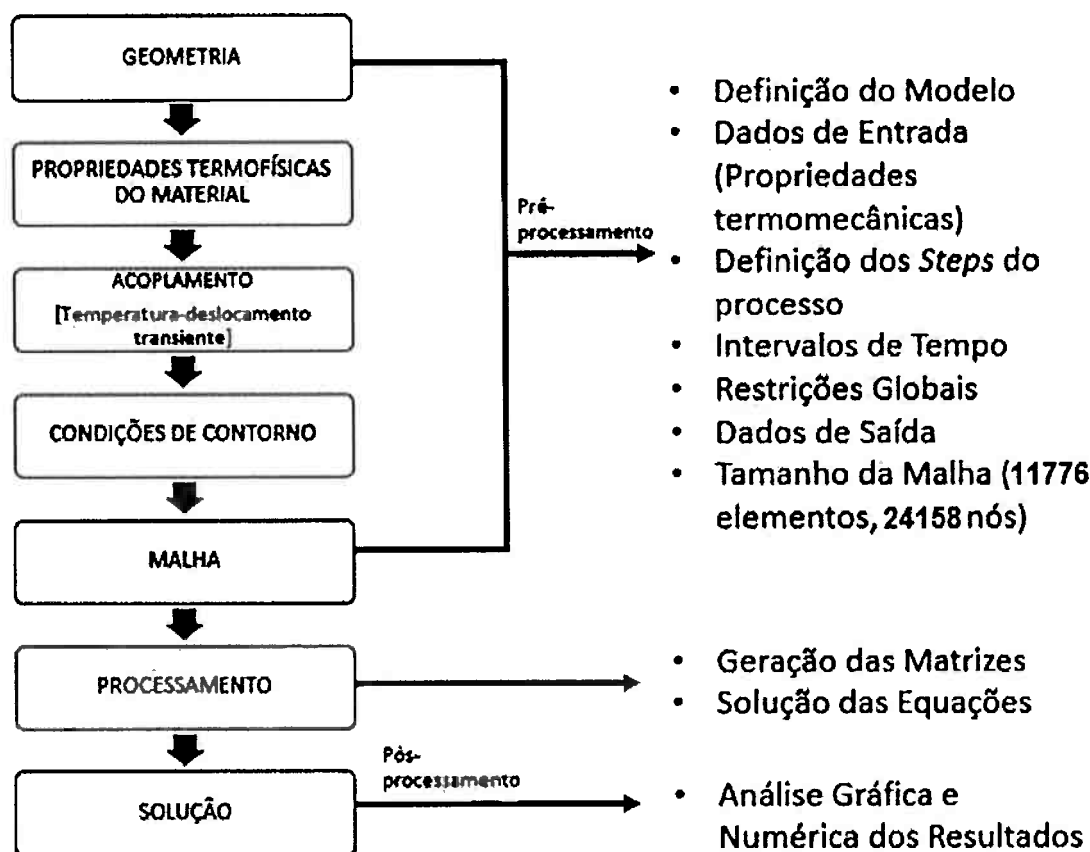 GEOMETRIA
PROPRIEDADES TERMOFÍSICAS
DO MATERIAL
ACOPLAMENTO
[Temperatura-deslocamento
transiente]
CONDIÇÕES DE CONTORNO
MALHA
PROCESSAMENTO
SOLUÇÃO
Pré-
processamento
• Definição do Modelo
• Dados de Entrada
(Propriedades
termomecânicas)
• Definição dos Steps do
processo
• Intervalos de Tempo
• Restrições Globais
• Dados de Saída
• Tamanho da Malha (11776
elementos, 24158 nós)
• Geração das Matrizes
• Solução das Equações
Pós-
processamento
• Análise Gráfica e
Numérica dos Resultados